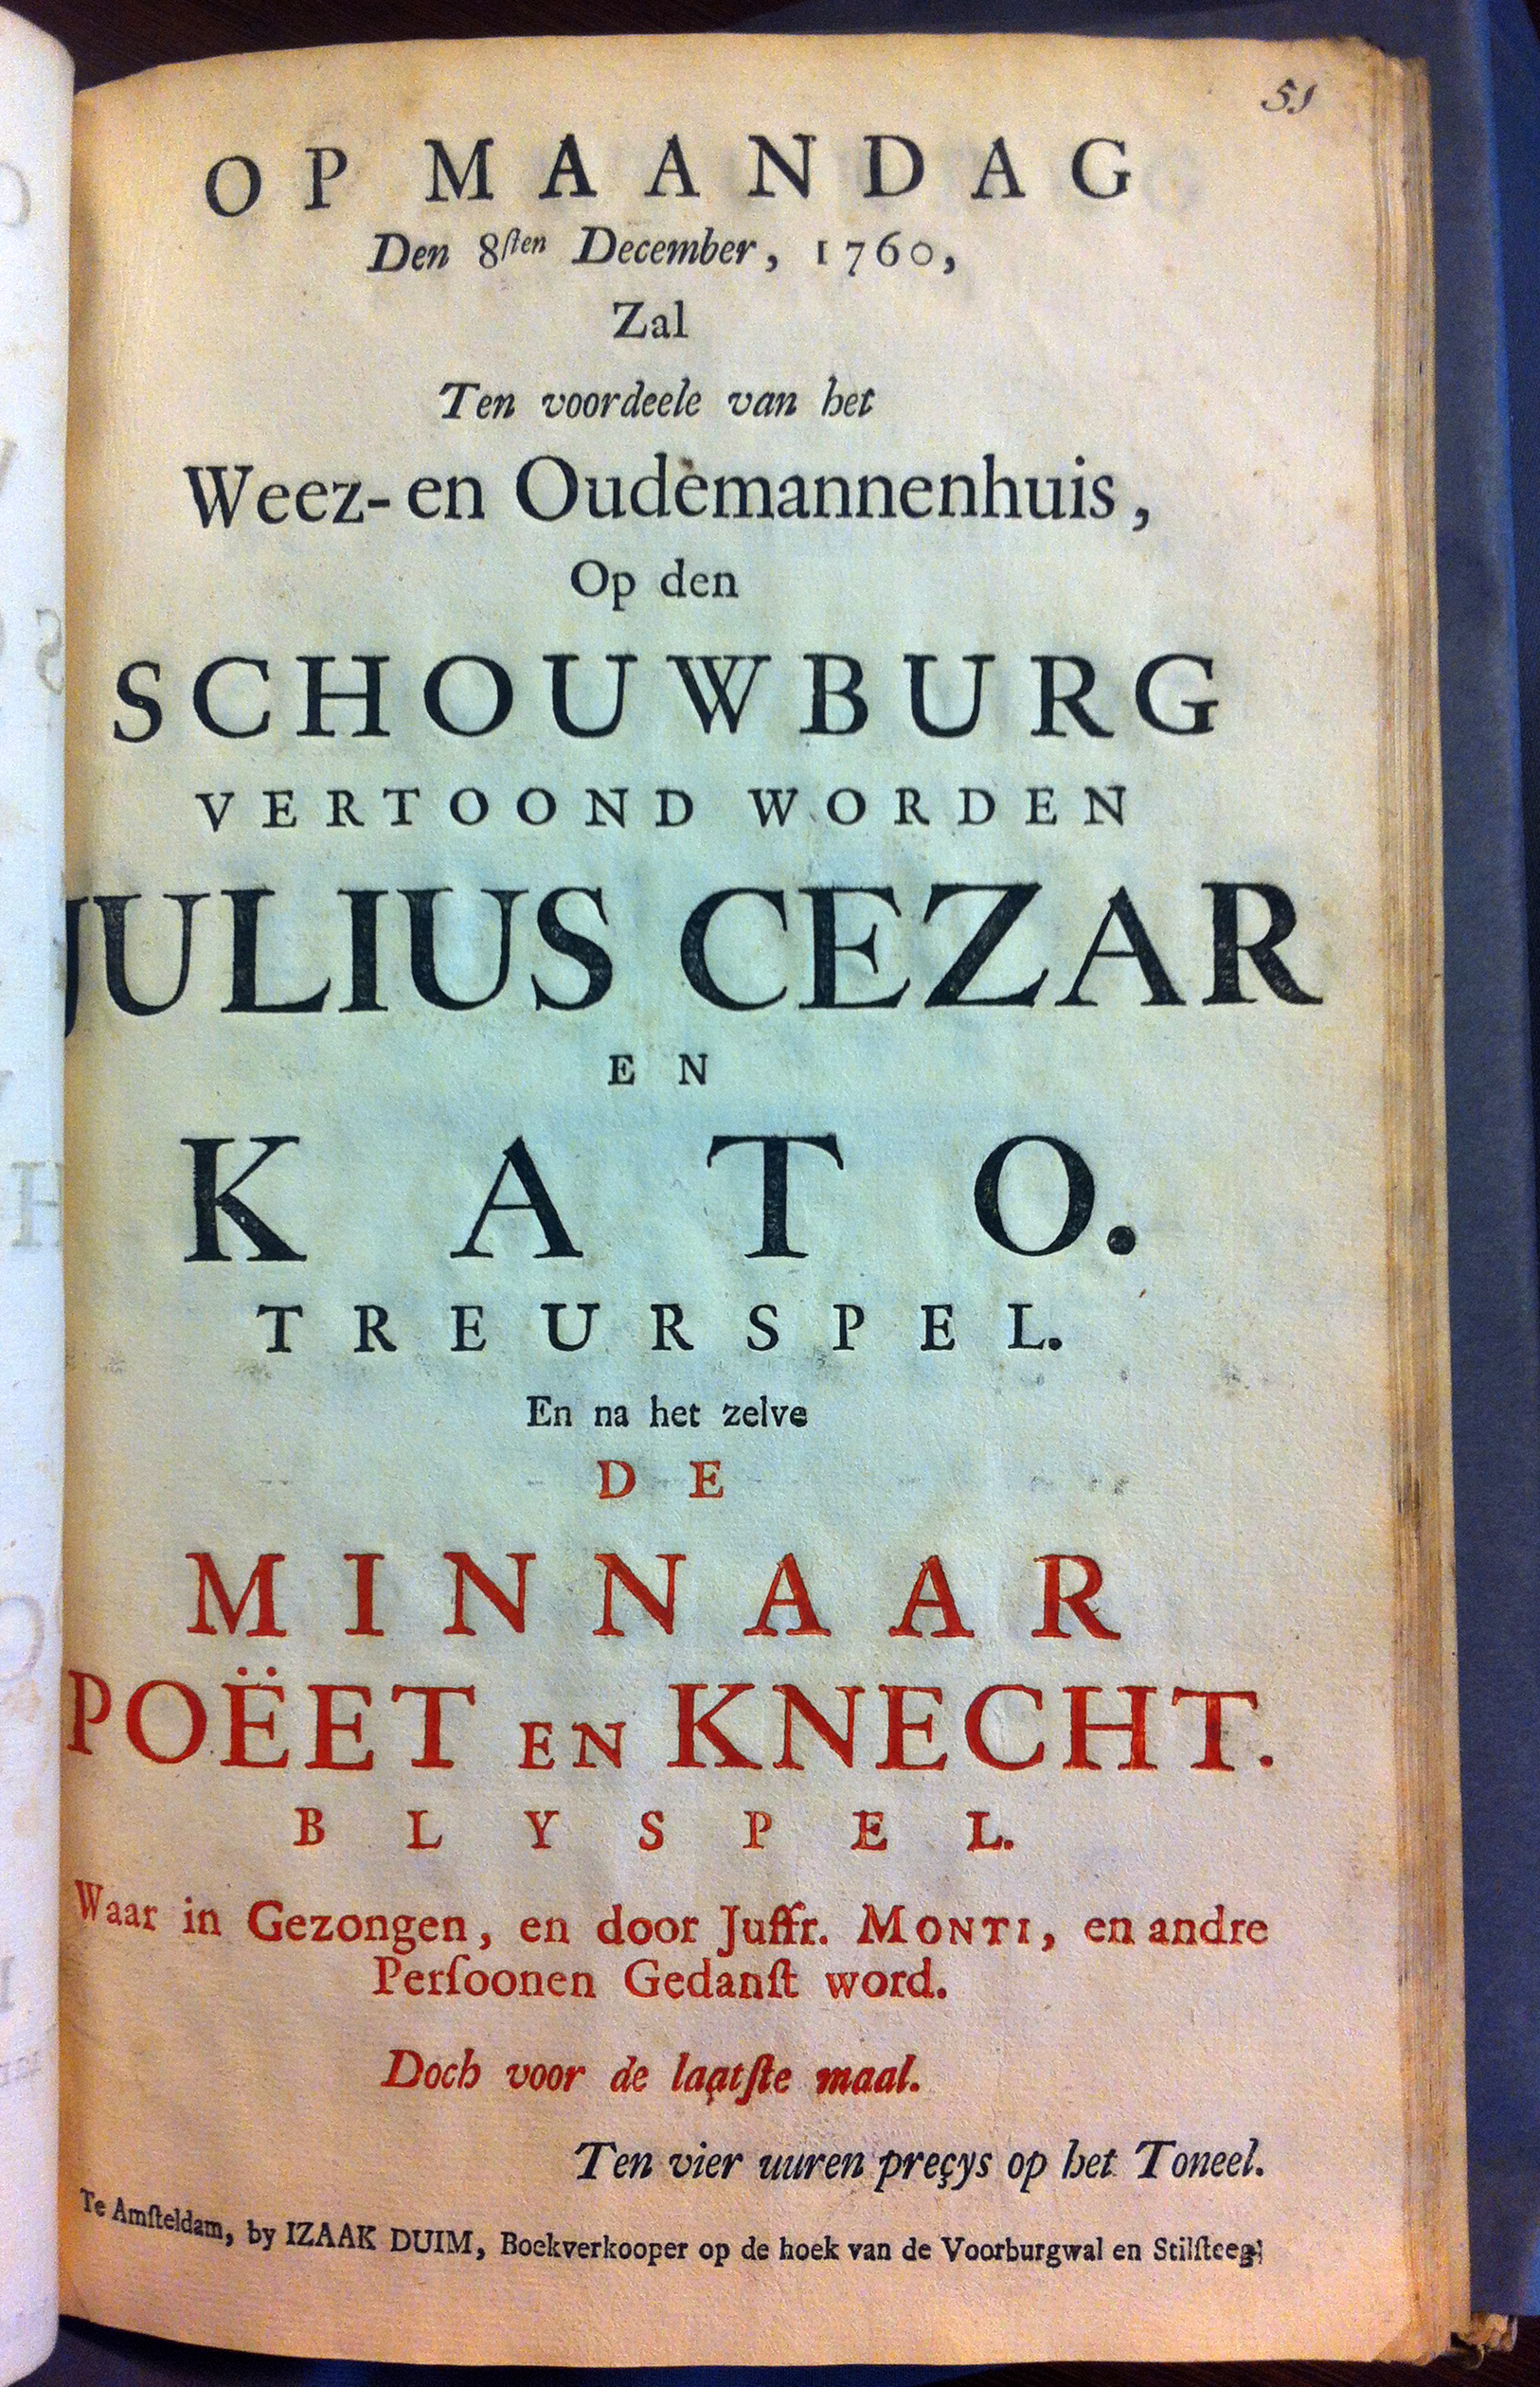 51
OP MAANDAG
Den 8ſten December, 1760,
Zal
Ten voordeele van het
Weez- en Oudemannenhuis,
Op den
SCHOUWBURG
VERTOOND WORDEN
JULIUS CEZAR
EN
KATO.
TREURSPEL.
En na het zelve
DE
MINNAAR
POËET EN KNECHT.
BLYSPEL.
Waar in Gezongen, en door Juffr. MONTI, en andre
Perſoonen Gedanſt word.
Doch voor de laatſte maal.
Ten vier uuren preçys op het Toneel.
Te Amſteldam, by IZAAK DUIM, Boekverkooper op de hoek van de Voorburgwal en Stilſteeg